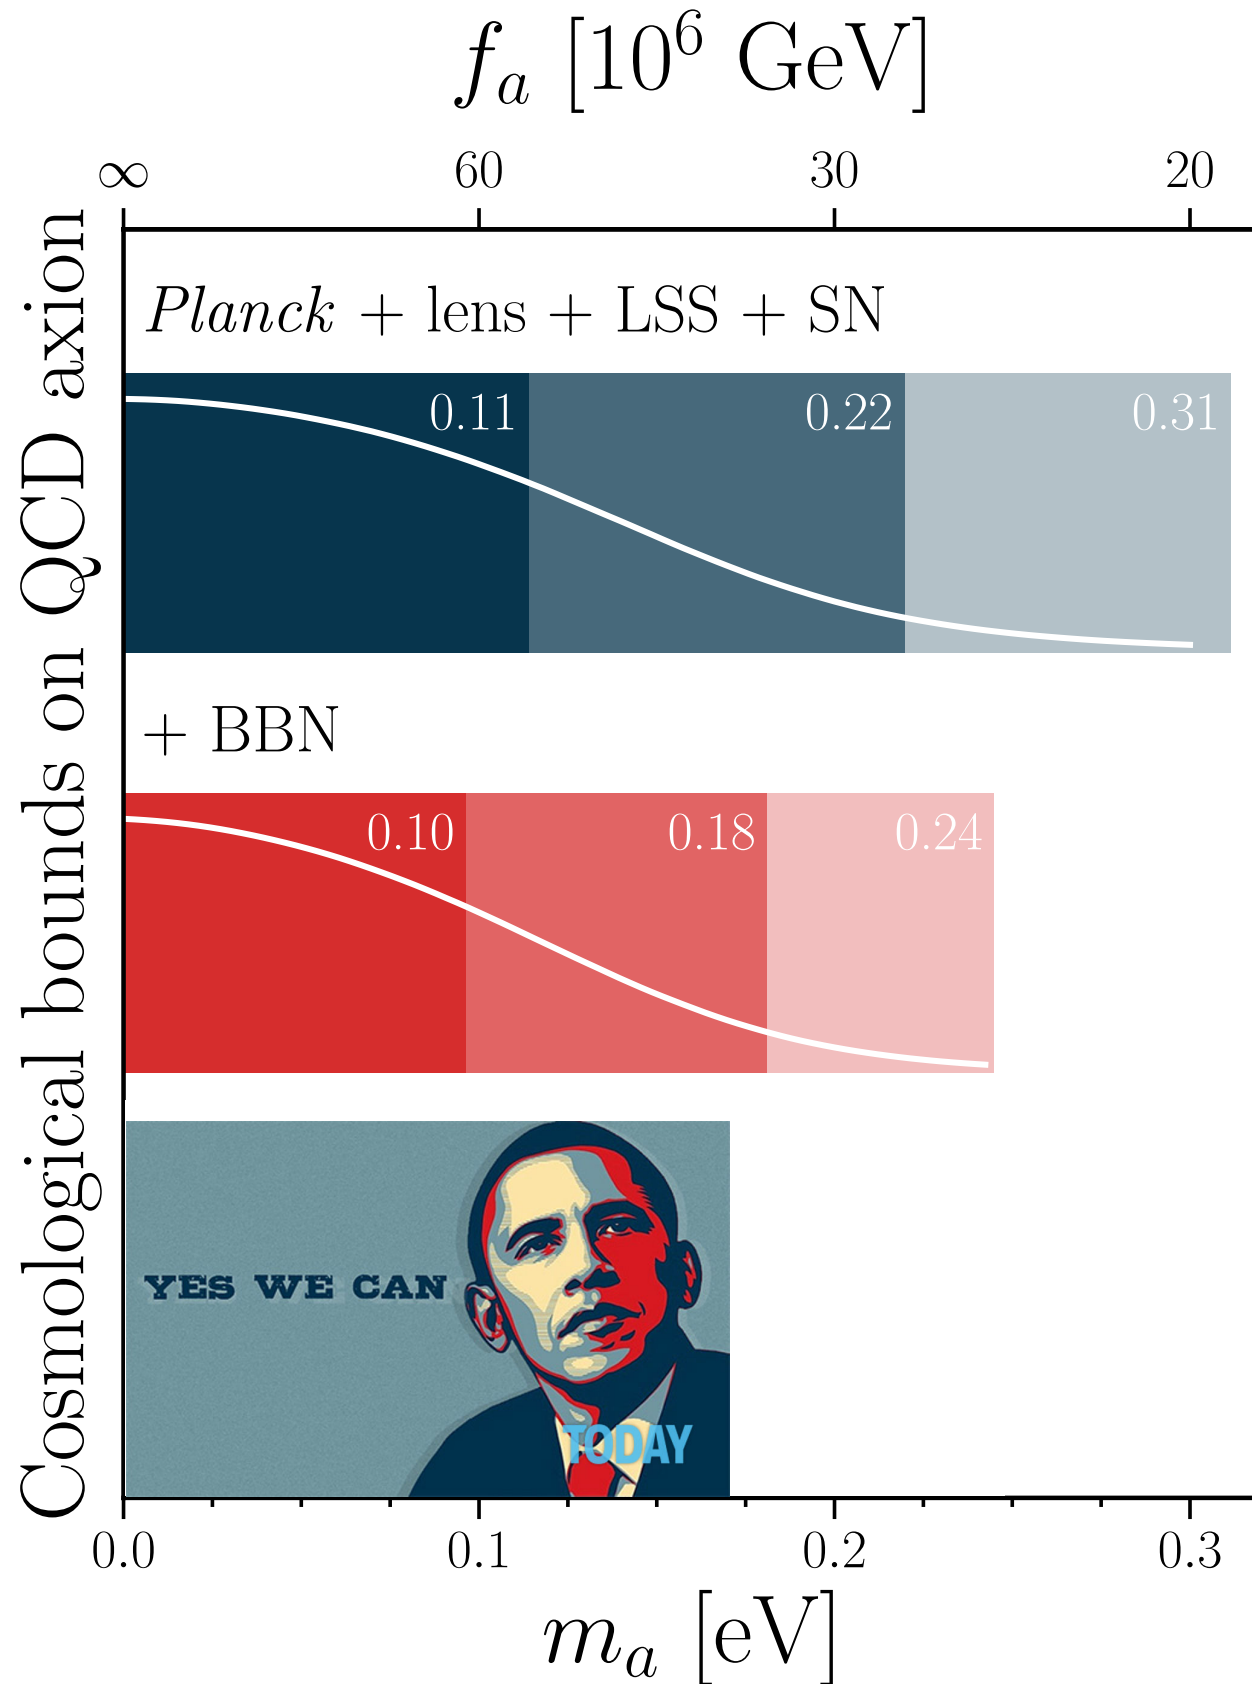 f_a [10^6 GeV]
∞ 60 30 20
Cosmological bounds on QCD axion
Planck + lens + LSS + SN
0.11 0.22 0.31
+ BBN
0.10 0.18 0.24
YES WE CAN
TODAY
0.0 0.1 0.2 0.3
m_a [eV]